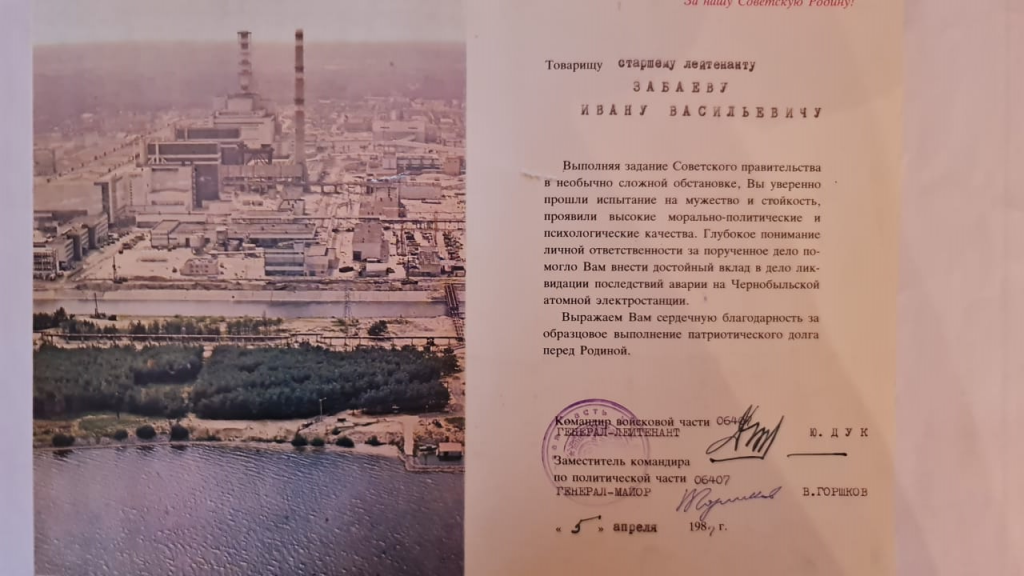 За нашу Советскую Родину!
Товарищу старшему лейтенанту
ЗАБАЕВУ
ИВАНУ ВАСИЛЬЕВИЧУ
Выполняя задание Советского правительства
в необычно сложной обстановке, Вы уверенно
прошли испытание на мужество и стойкость,
проявили высокие морально-политические и
психологические качества. Глубокое понимание
личной ответственности за порученное дело по-
могло Вам внести достойный вклад в дело лик-
видации последствий аварии на Чернобыльской
атомной электростанции.
Выражаем Вам сердечную благодарность за
образцовое выполнение патриотического долга
перед Родиной.
Командир войсковой части
ГЕНЕРАЛ-ЛЕЙТЕНАНТ Ю. ДУК
Заместитель командира
по политической части 06407
ГЕНЕРАЛ-МАЙОР В.ГОРШКОВ
« 5 » апреля 1987 г.